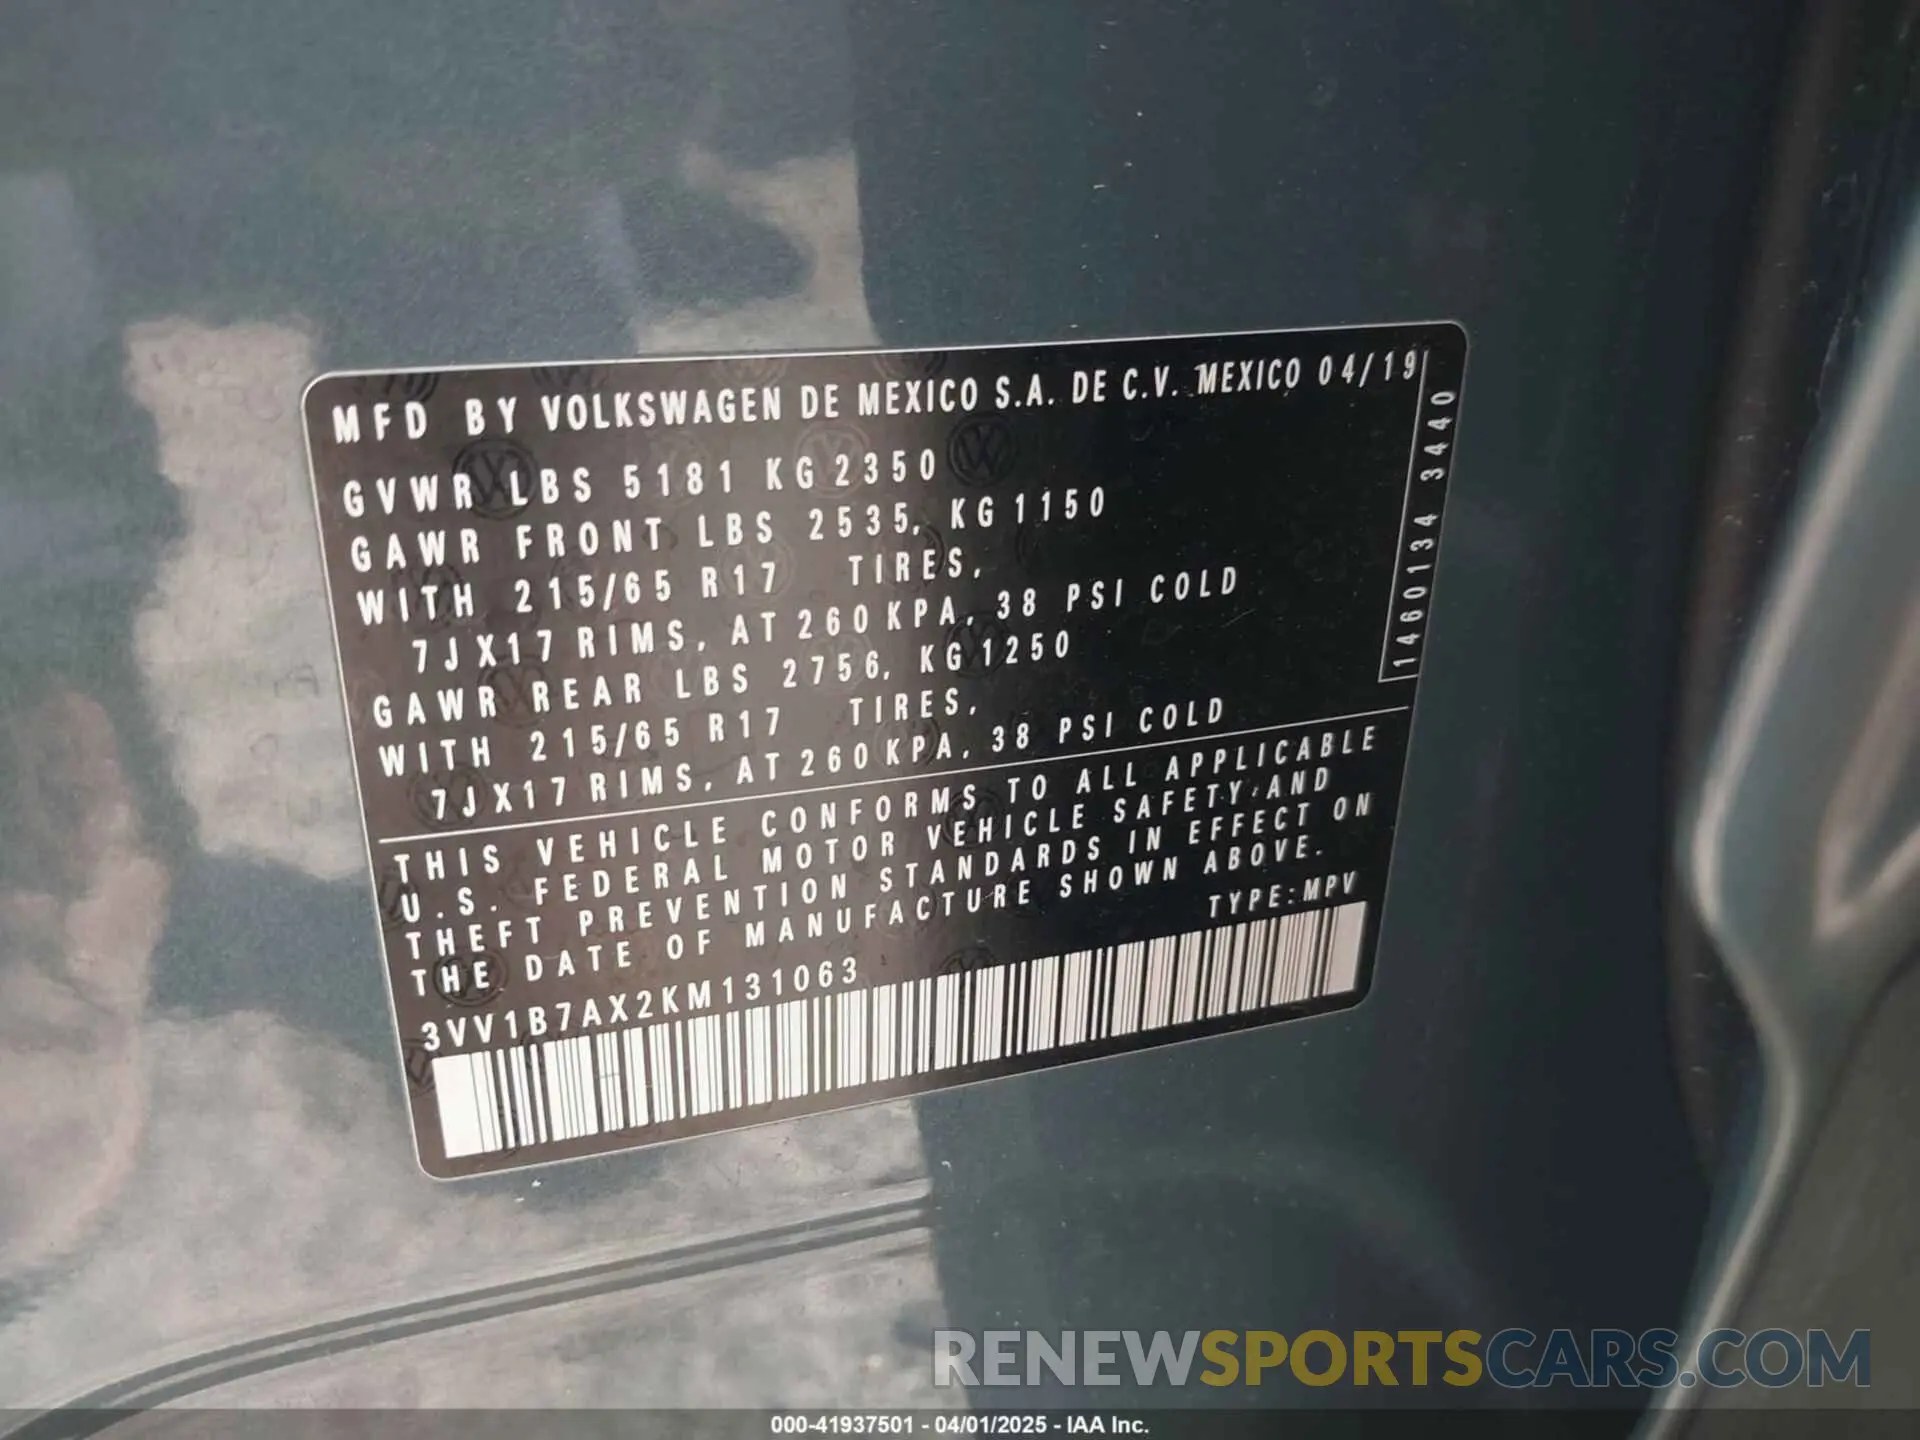 MFD BY VOLKSWAGEN DE MEXICO S.A. DE C.V. MEXICO 04/19
GVWR LBS 5181 KG 2350
GAWR FRONT LBS 2535, KG 1150
WITH 215/65 R17 TIRES,
7JX17 RIMS, AT 260 KPA, 38 PSI COLD
GAWR REAR LBS 2756, KG 1250
WITH 215/65 R17 TIRES,
7JX17 RIMS, AT 260 KPA, 38 PSI COLD
1460134 3440
THIS VEHICLE CONFORMS TO ALL APPLICABLE
U.S. FEDERAL MOTOR VEHICLE SAFETY AND
THEFT PREVENTION STANDARDS IN EFFECT ON
THE DATE OF MANUFACTURE SHOWN ABOVE.
TYPE:MPV
3VV1B7AX2KM131063
RENEWSPORTSCARS.COM
000-41937501 - 04/01/2025 - IAA Inc.